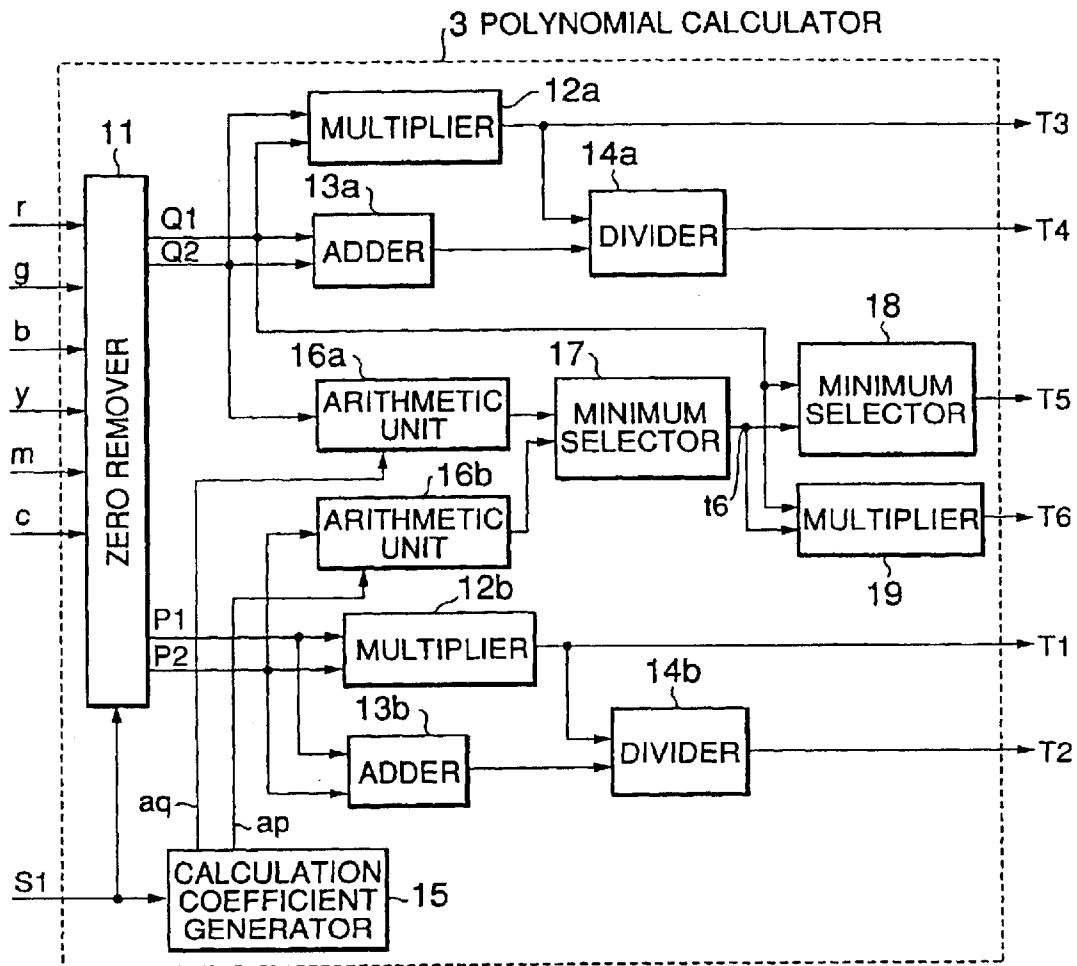 3 POLYNOMIAL CALCULATOR
12a
MULTIPLIER
T3
11
14a
13a
r
Q1
Q2
ADDER
DIVIDER
T4
g
18
b
16a
17
ZERO REMOVER
ARITHMETIC
UNIT
MINIMUM
SELECTOR
MINIMUM
SELECTOR
T5
y
m
16b
t6
c
ARITHMETIC
UNIT
MULTIPLIER
T6
12b
19
P1
P2
MULTIPLIER
T1
13b
14b
ADDER
DIVIDER
T2
aq
ap
S1
CALCULATION
COEFFICIENT
GENERATOR
15